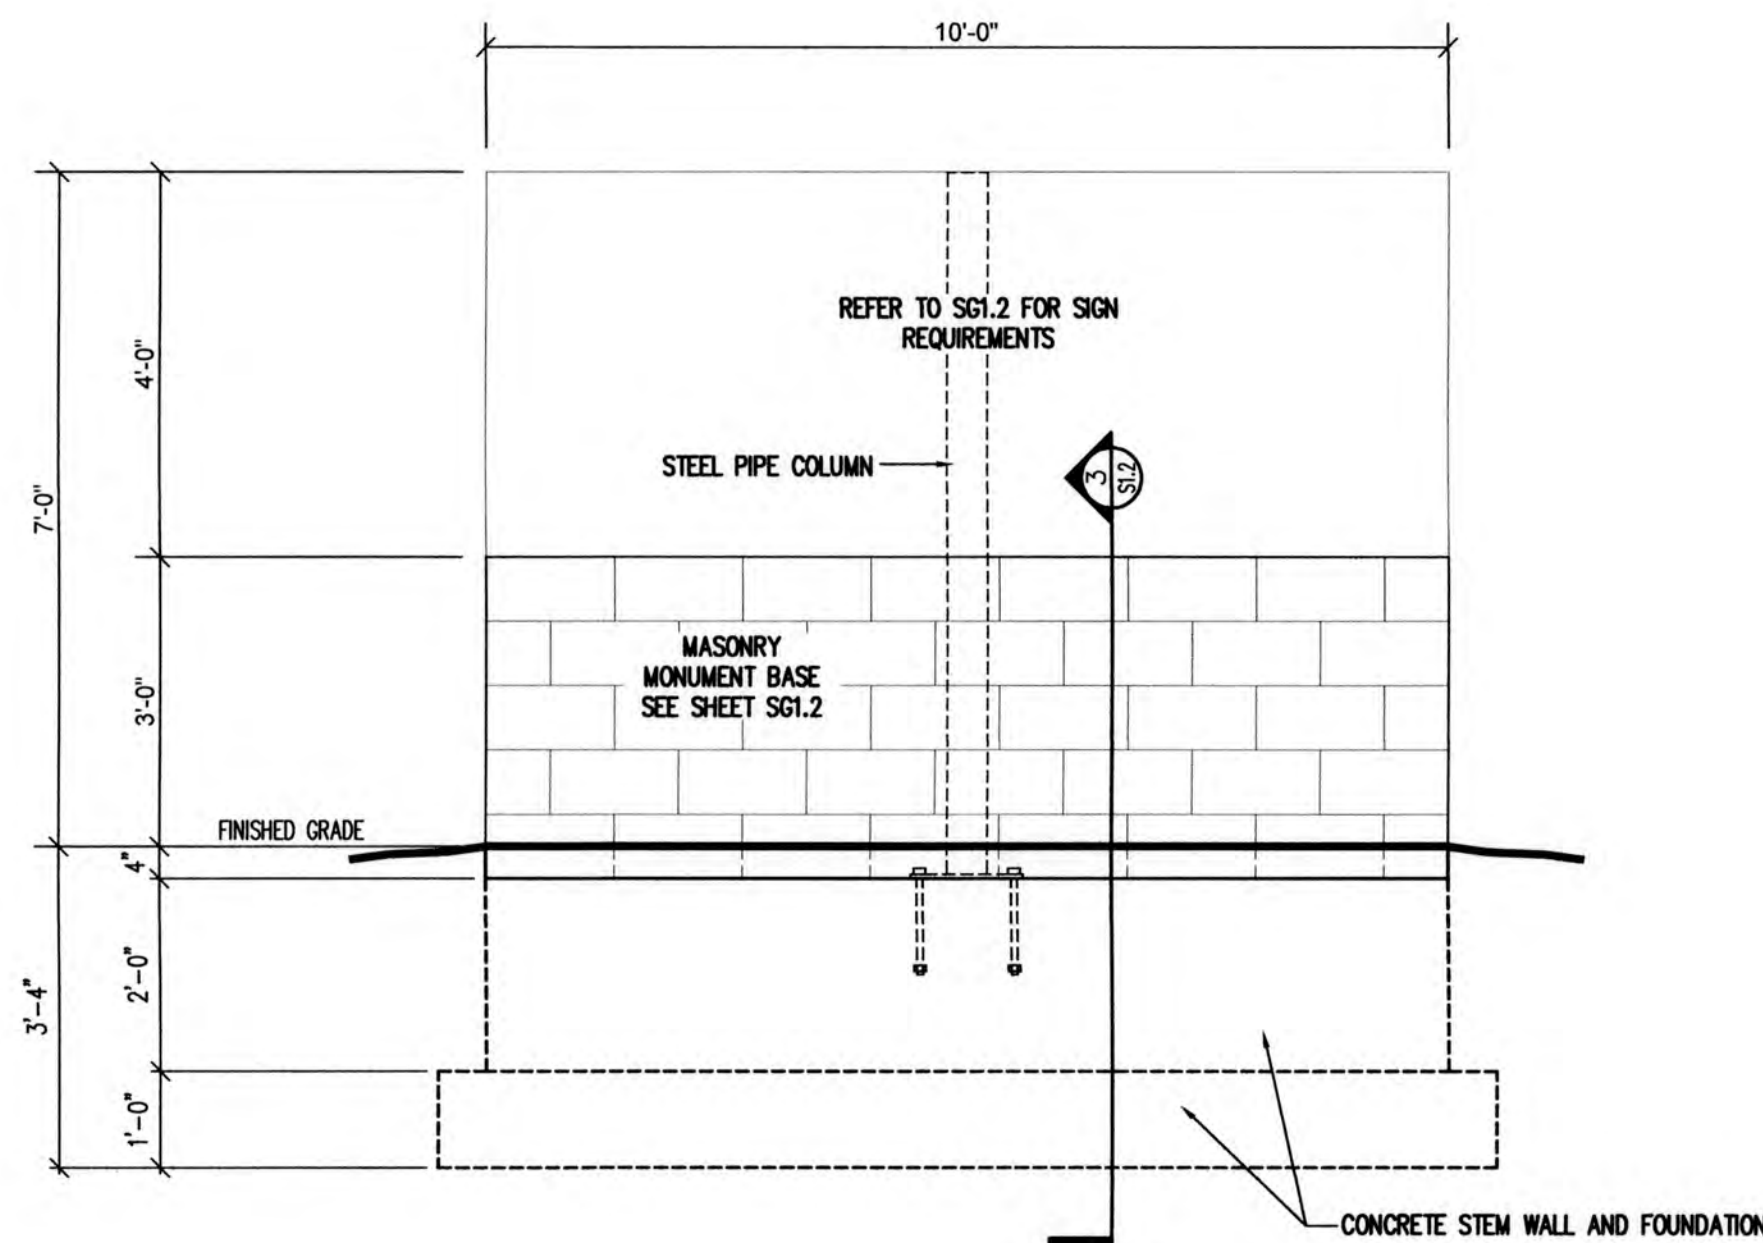 10'-0"
REFER TO SG1.2 FOR SIGN
REQUIREMENTS
4'-0"
STEEL PIPE COLUMN
3
S1.2
7'-0"
MASONRY
MONUMENT BASE
SEE SHEET SG1.2
3'-0"
FINISHED GRADE
4"
2'-0"
3'-4"
1'-0"
CONCRETE STEM WALL AND FOUNDATION